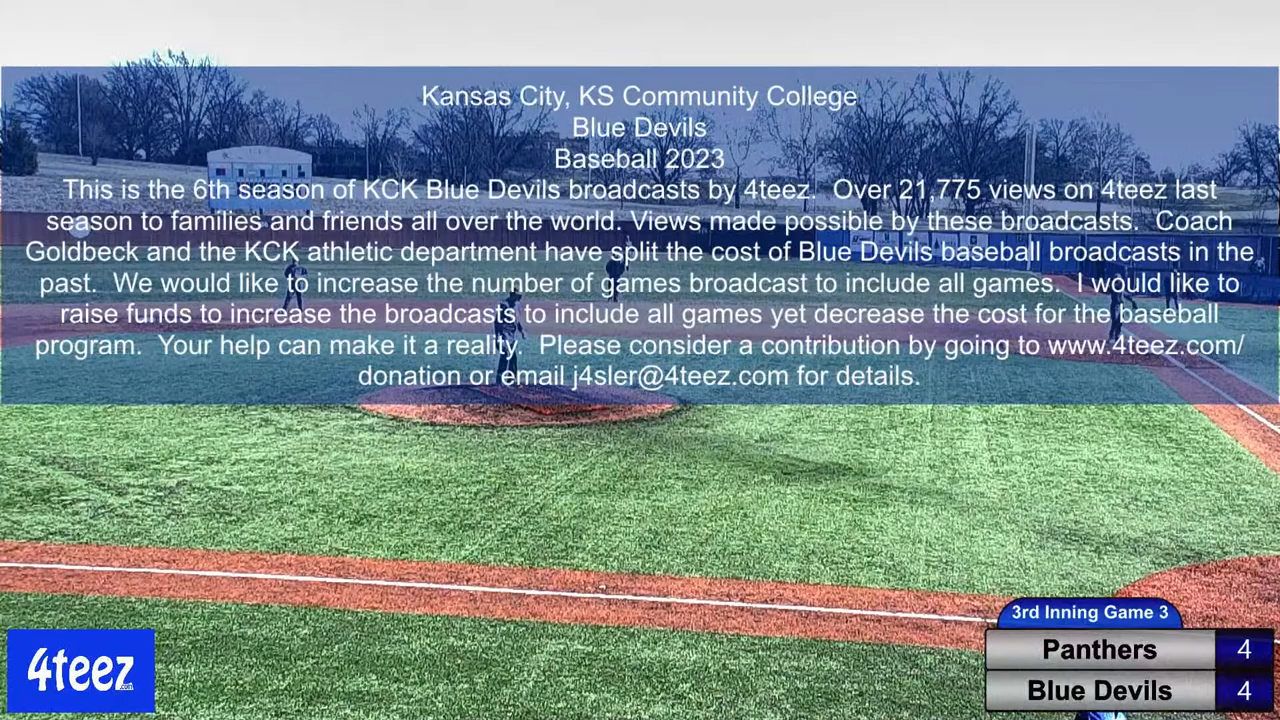 Kansas City, KS Community College
Blue Devils
Baseball 2023
This is the 6th season of KCK Blue Devils broadcasts by 4teez.  Over 21,775 views on 4teez last
season to families and friends all over the world. Views made possible by these broadcasts.  Coach
Goldbeck and the KCK athletic department have split the cost of Blue Devils baseball broadcasts in the
past.  We would like to increase the number of games broadcast to include all games.  I would like to
raise funds to increase the broadcasts to include all games yet decrease the cost for the baseball
program.  Your help can make it a reality.  Please consider a contribution by going to www.4teez.com/
donation or email j4sler@4teez.com for details.
3rd Inning Game 3
Panthers 4
Blue Devils 4
4teez.com